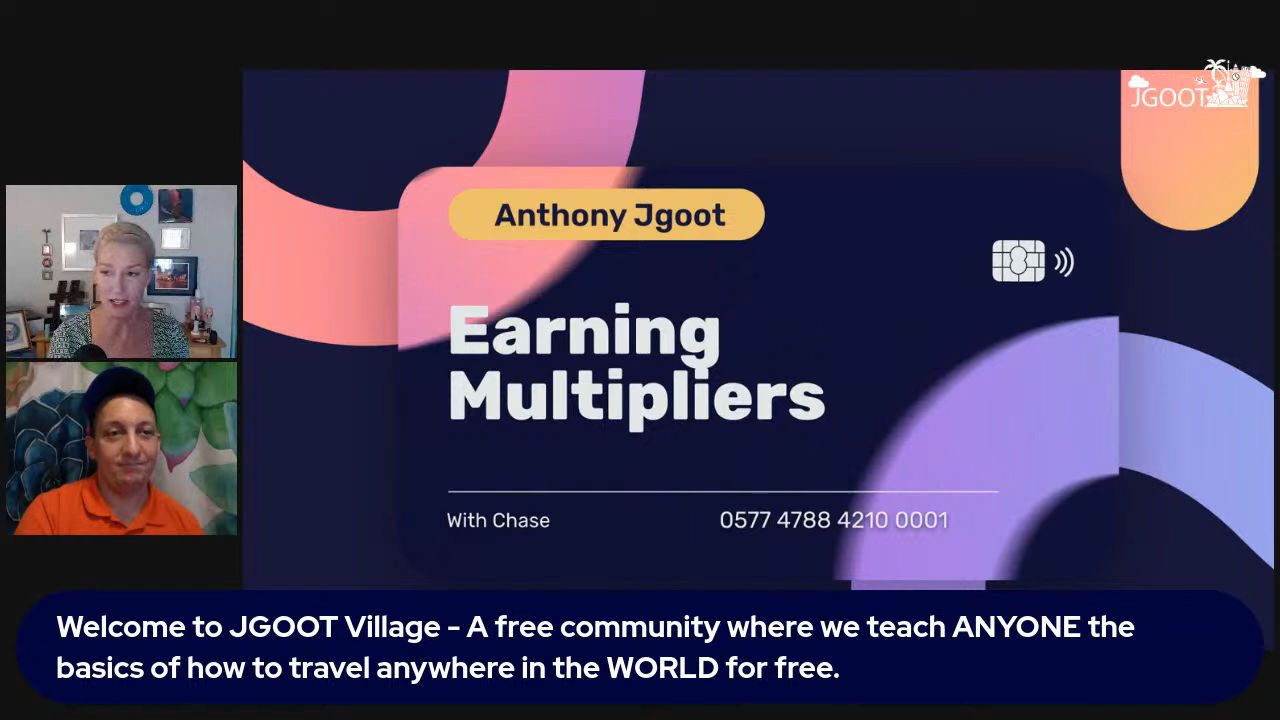 JGOOT
Anthony Jgoot
Earning
Multipliers
With Chase
0577 4788 4210 0001
Welcome to JGOOT Village - A free community where we teach ANYONE the
basics of how to travel anywhere in the WORLD for free.